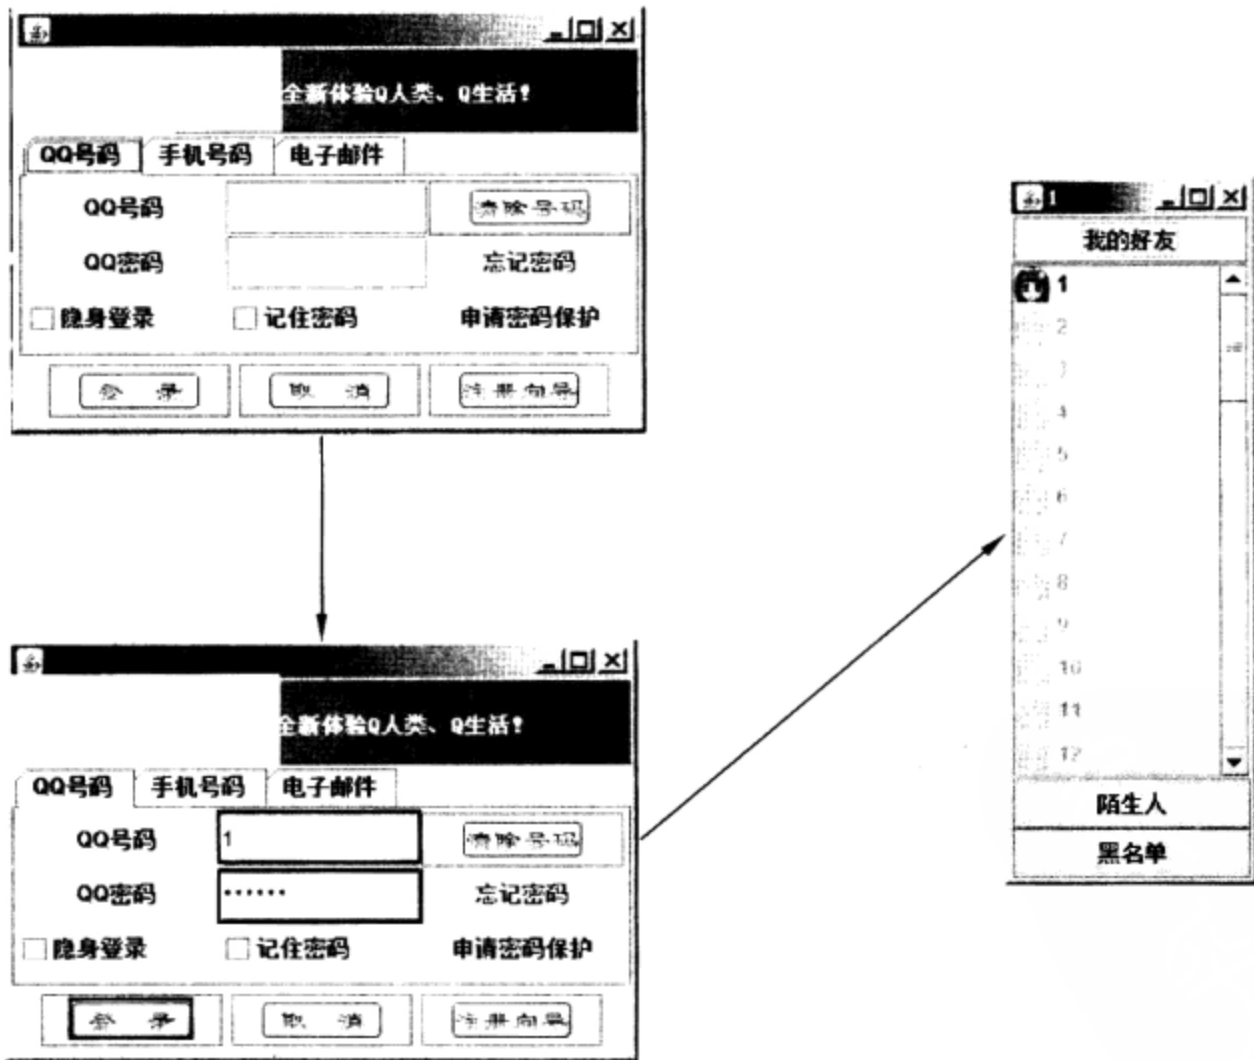 全新体验Q人类、Q生活！
QQ号码 手机号码 电子邮件
QQ号码 清除号码
QQ密码 忘记密码
隐身登录 记住密码 申请密码保护
登 录 取 消 注册向导
全新体验Q人类、Q生活！
QQ号码 手机号码 电子邮件
QQ号码 1 清除号码
QQ密码 •••••• 忘记密码
隐身登录 记住密码 申请密码保护
登 录 取 消 注册向导
1
我的好友
1
2
3
4
5
6
7
8
9
10
11
12
陌生人
黑名单